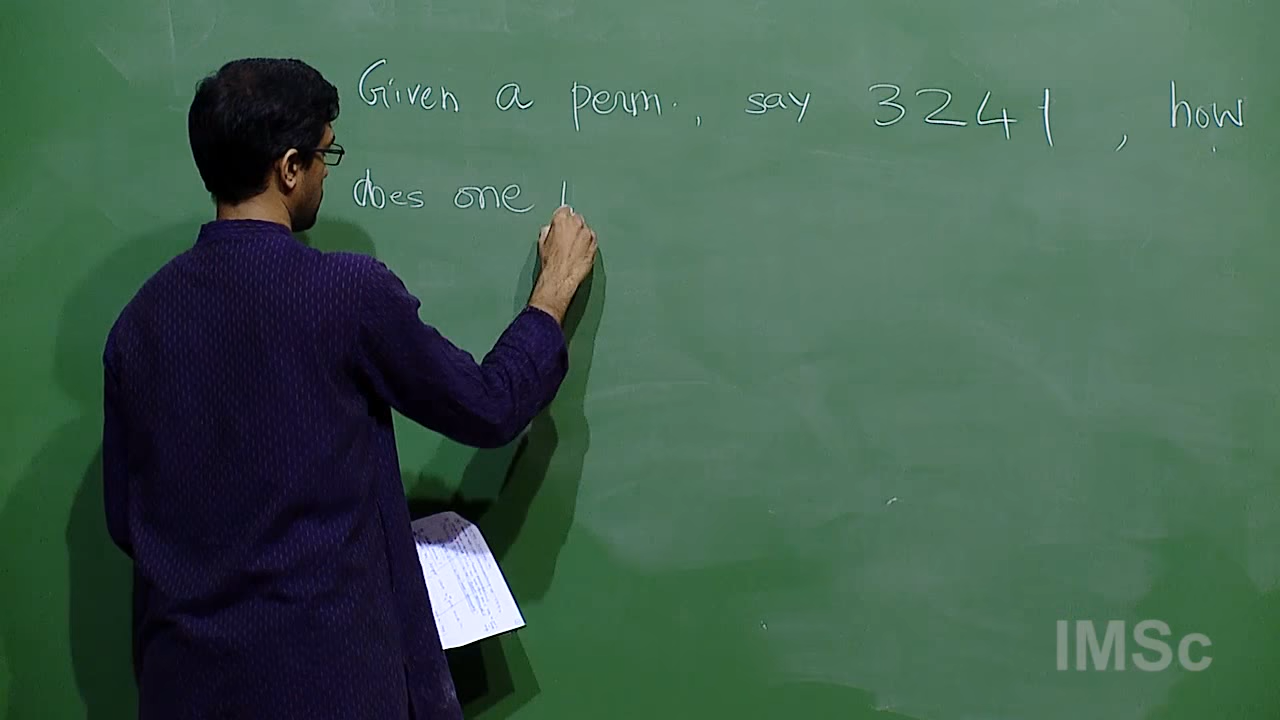 Given a perm., say 3241, how
does one
IMSc